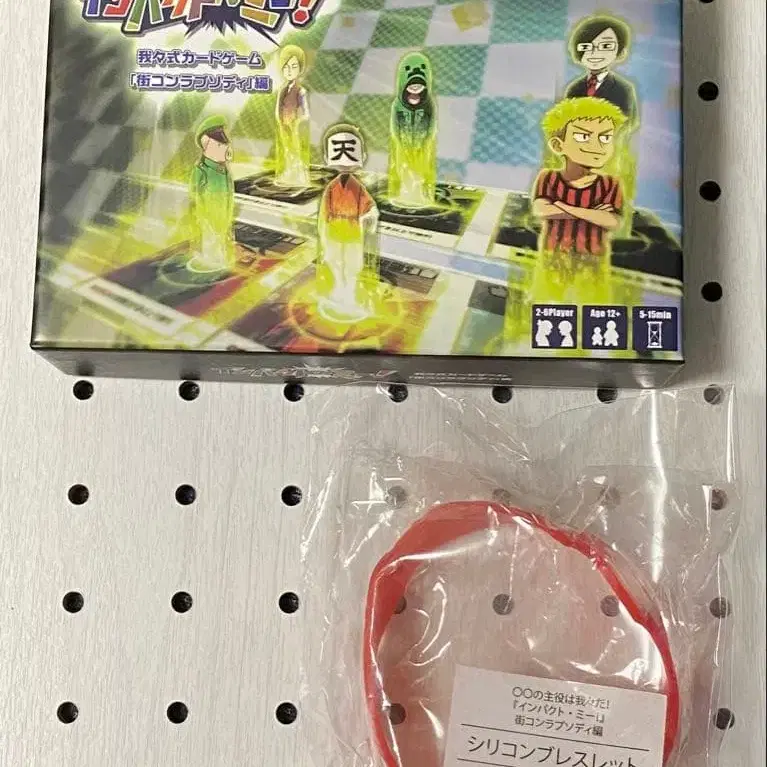 インパクト・ミー!
我々式カードゲーム
「街コンラプソディ」編
天
2-6Player
Age 12+
5-15min
〇〇の主役は我々だ!
『インパクト・ミー!』
街コンラプソディ編
シリコンブレスレット